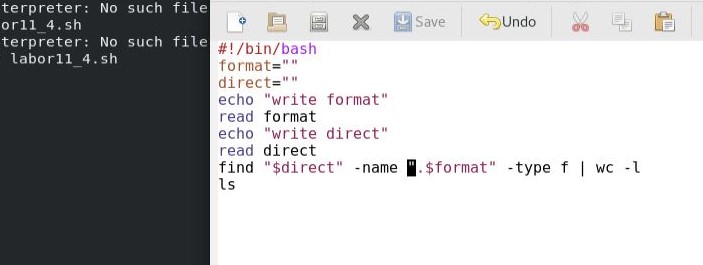 terpreter: No such file
or11_4.sh
terpreter: No such file
labor11_4.sh
Save
Undo
#!/bin/bash
format=""
direct=""
echo "write format"
read format
echo "write direct"
read direct
find "$direct" -name ".$format" -type f | wc -l
ls